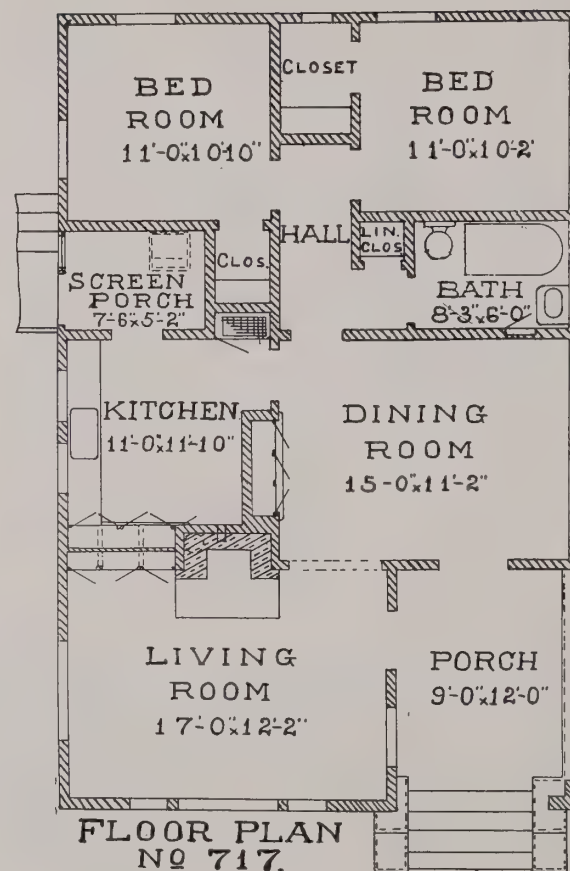 BED
ROOM
11'-0"x10'-10"
CLOSET
BED
ROOM
11'-0"x10'-2"
HALL
LIN.
CLOS
CLOS.
SCREEN
PORCH
7'-6"x5'-2"
BATH
8'-3"x6'-0"
KITCHEN
11'-0"x11'-10"
DINING
ROOM
15'-0"x11'-2"
LIVING
ROOM
17'-0"x12'-2"
PORCH
9'-0"x12'-0"
FLOOR PLAN
No 717.